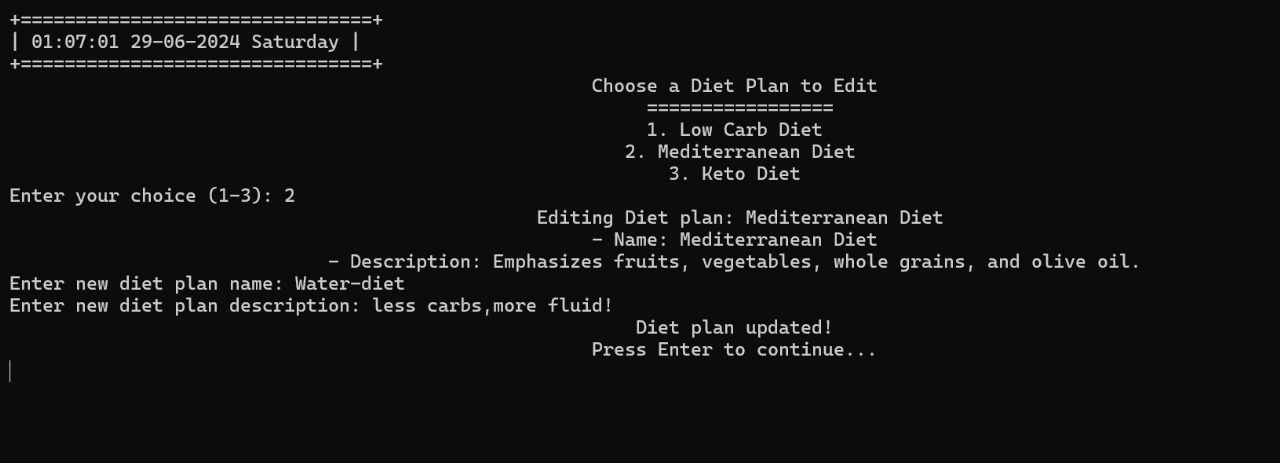 +================================+
| 01:07:01 29-06-2024 Saturday |
+================================+
Choose a Diet Plan to Edit
=================
1. Low Carb Diet
2. Mediterranean Diet
3. Keto Diet
Enter your choice (1-3): 2
Editing Diet plan: Mediterranean Diet
- Name: Mediterranean Diet
- Description: Emphasizes fruits, vegetables, whole grains, and olive oil.
Enter new diet plan name: Water-diet
Enter new diet plan description: less carbs,more fluid!
Diet plan updated!
Press Enter to continue...